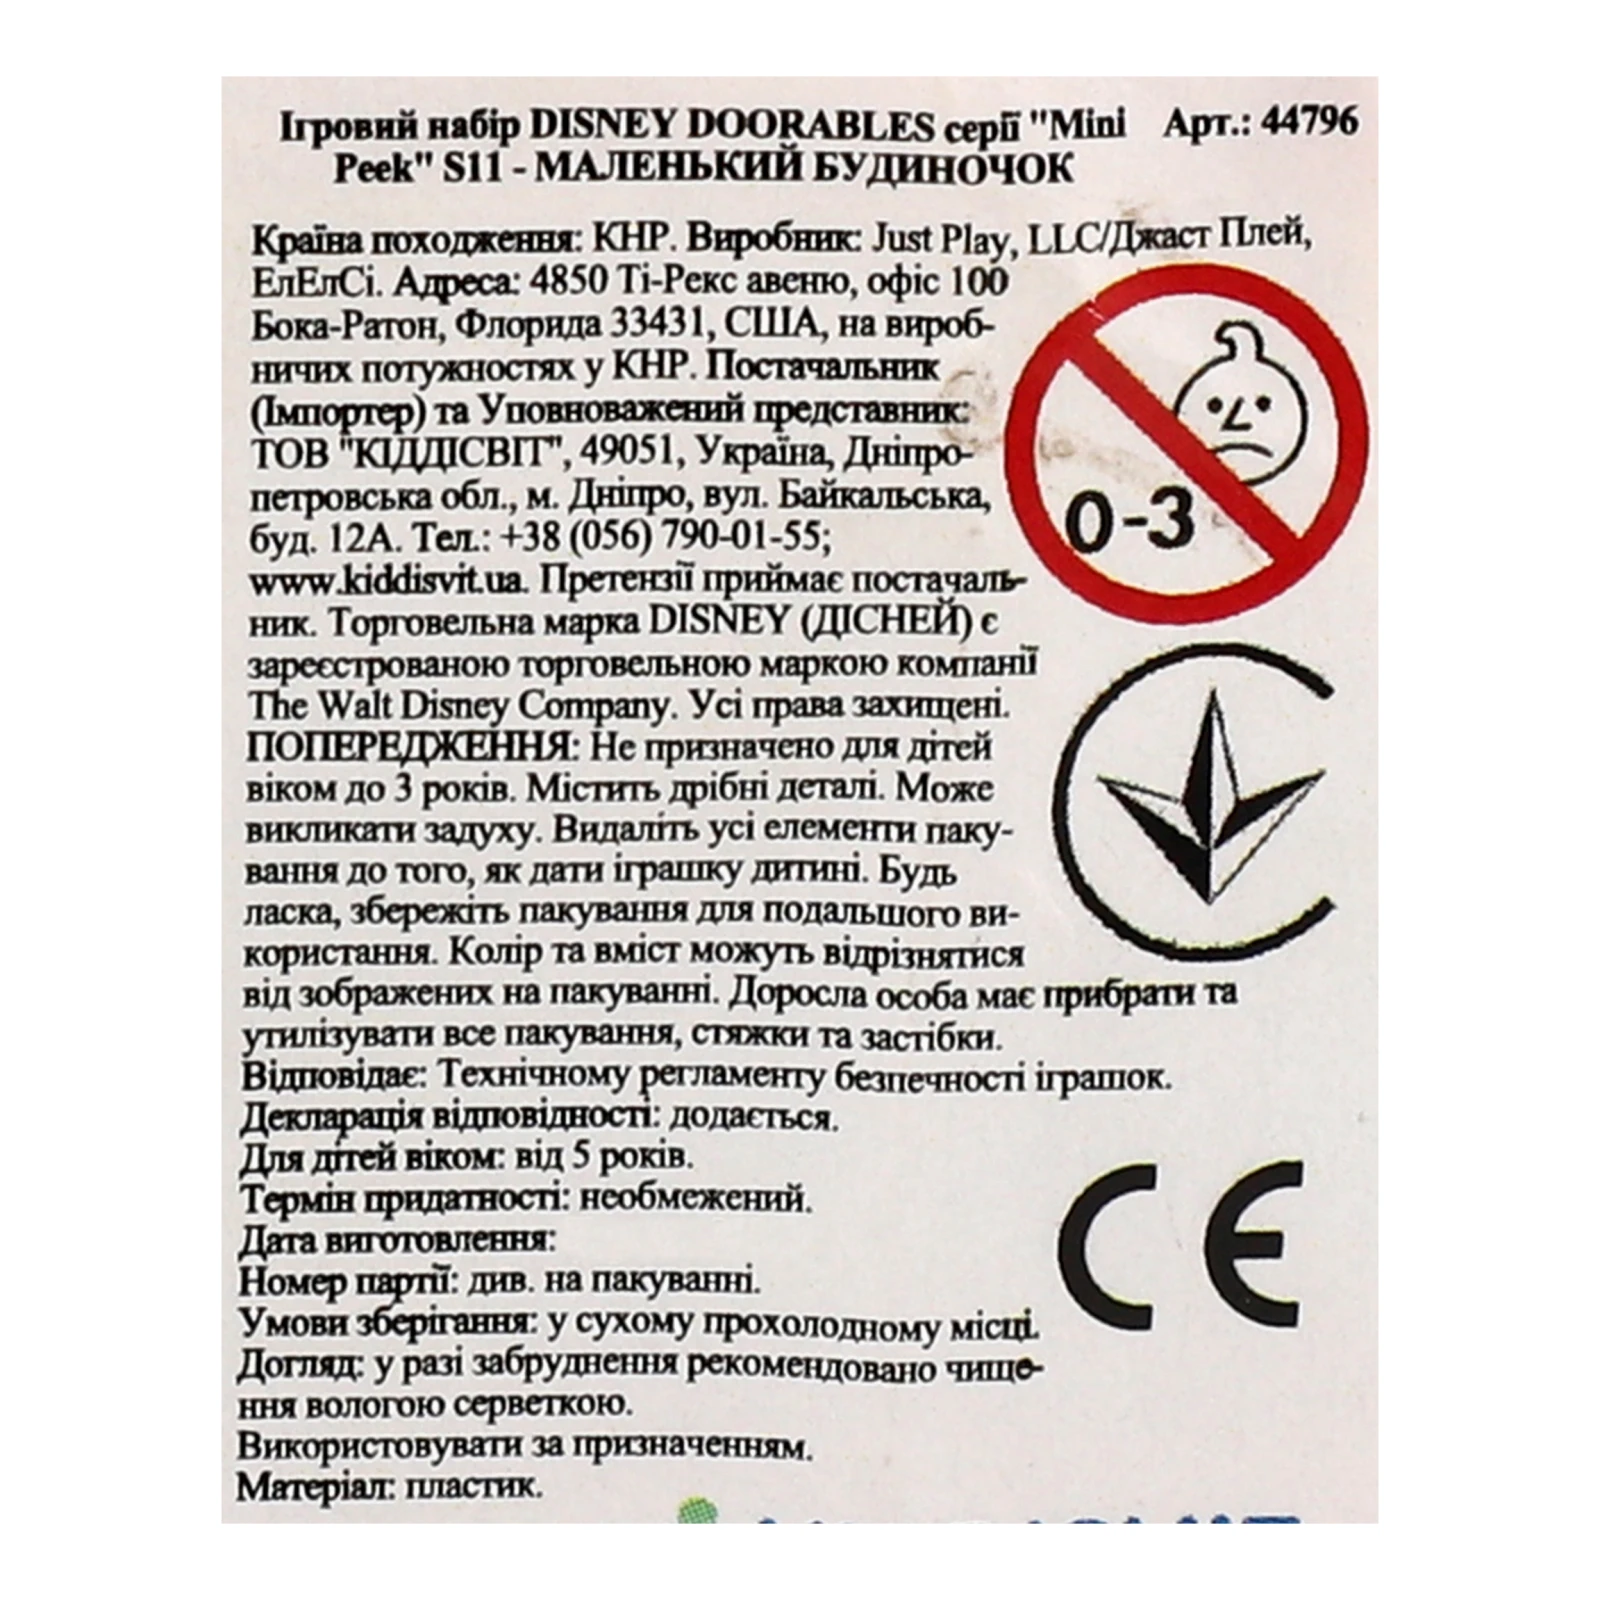 Ігровий набір DISNEY DOORABLES серії "Mini Арт.: 44796
Peek" S11 - МАЛЕНЬКИЙ БУДИНОЧОК
Країна походження: КНР. Виробник: Just Play, LLC/Джаст Плей,
ЕлЕлСі. Адреса: 4850 Ті-Рекс авеню, офіс 100
Бока-Ратон, Флорида 33431, США, на вироб-
ничих потужностях у КНР. Постачальник
(Імпортер) та Уповноважений представник:
ТОВ "КІДДІСВІТ", 49051, Україна, Дніпро-
петровська обл., м. Дніпро, вул. Байкальська,
буд. 12А. Тел.: +38 (056) 790-01-55;
www.kiddisvit.ua. Претензії приймає постачаль-
ник. Торговельна марка DISNEY (ДІСНЕЙ) є
зареєстрованою торговельною маркою компанії
The Walt Disney Company. Усі права захищені.
ПОПЕРЕДЖЕННЯ: Не призначено для дітей
віком до 3 років. Містить дрібні деталі. Може
викликати задуху. Видаліть усі елементи паку-
вання до того, як дати іграшку дитині. Будь
ласка, збережіть пакування для подальшого ви-
користання. Колір та вміст можуть відрізнятися
від зображених на пакуванні. Доросла особа має прибрати та
утилізувати все пакування, стяжки та застібки.
Відповідає: Технічному регламенту безпечності іграшок.
Декларація відповідності: додається.
Для дітей віком: від 5 років.
Термін придатності: необмежений.
Дата виготовлення:
Номер партії: див. на пакуванні.
Умови зберігання: у сухому прохолодному місці.
Догляд: у разі забруднення рекомендовано чище-
ння вологою серветкою.
Використовувати за призначенням.
Матеріал: пластик.
0-3
CE